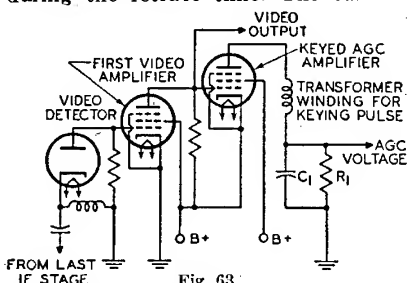 during the retrace time. The
VIDEO
OUTPUT
KEYED AGC
AMPLIFIER
FIRST VIDEO
AMPLIFIER
TRANSFORMER
WINDING FOR
KEYING PULSE
VIDEO
DETECTOR
AGC
VOLTAGE
C1
R1
B+
B+
FROM LAST
IF STAGE
Fig. 63